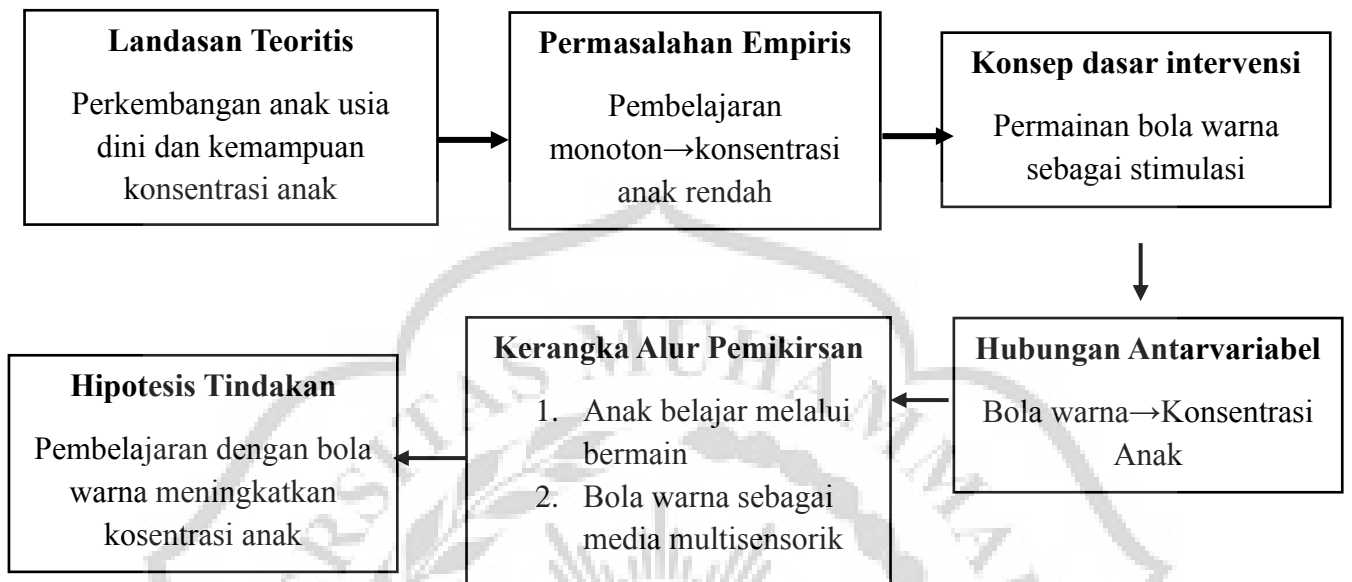 Landasan Teoritis
Perkembangan anak usia
dini dan kemampuan
konsentrasi anak
Permasalahan Empiris
Pembelajaran
monoton→konsentrasi
anak rendah
Konsep dasar intervensi
Permainan bola warna
sebagai stimulasi
Hubungan Antarvariabel
Bola warna→Konsentrasi
Anak
Kerangka Alur Pemikirsan
1. Anak belajar melalui
bermain
2. Bola warna sebagai
media multisensorik
Hipotesis Tindakan
Pembelajaran dengan bola
warna meningkatkan
kosentrasi anak